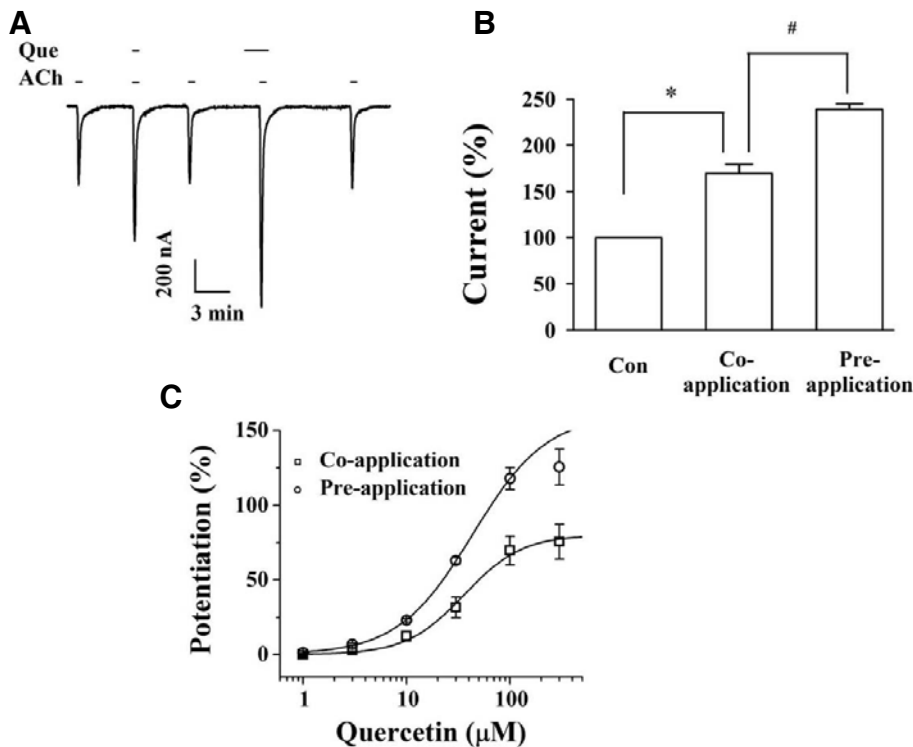 A
Que
ACh
200 nA
3 min
B
*
#
Current (%)
250
200
150
100
50
0
Con
Co-
application
Pre-
application
C
Potentiation (%)
150
100
50
0
Co-application
Pre-application
1
10
100
Quercetin (μM)